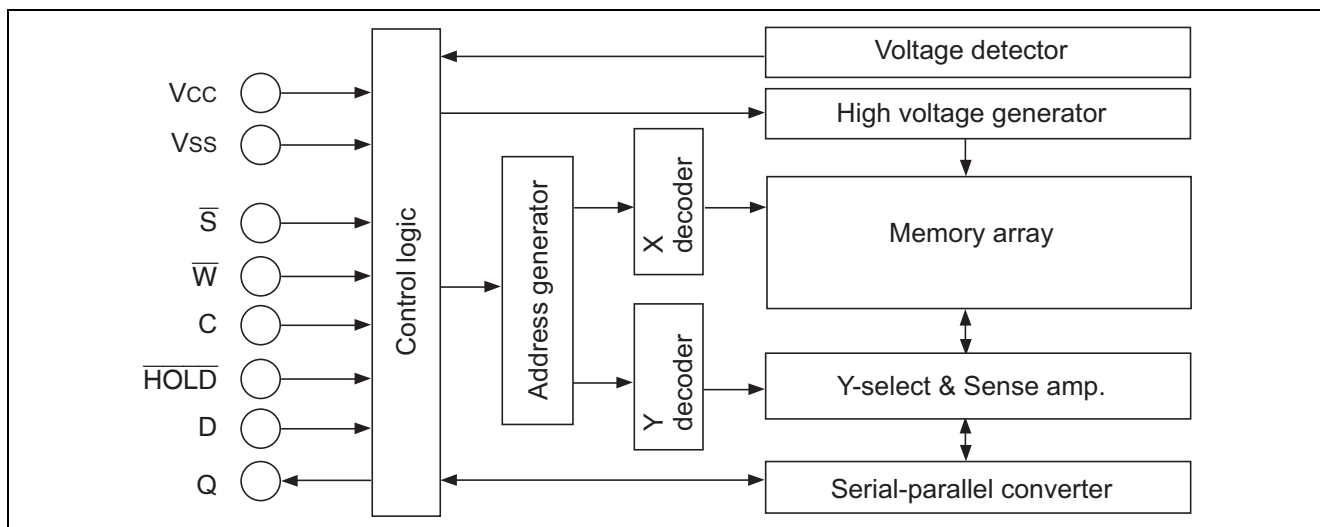 Voltage detector
VCC
High voltage generator
VSS
S̅
W̅
C
H̅O̅L̅D̅
D
Q
Control logic
Address generator
X
decoder
Y
decoder
Memory array
Y-select & Sense amp.
Serial-parallel converter